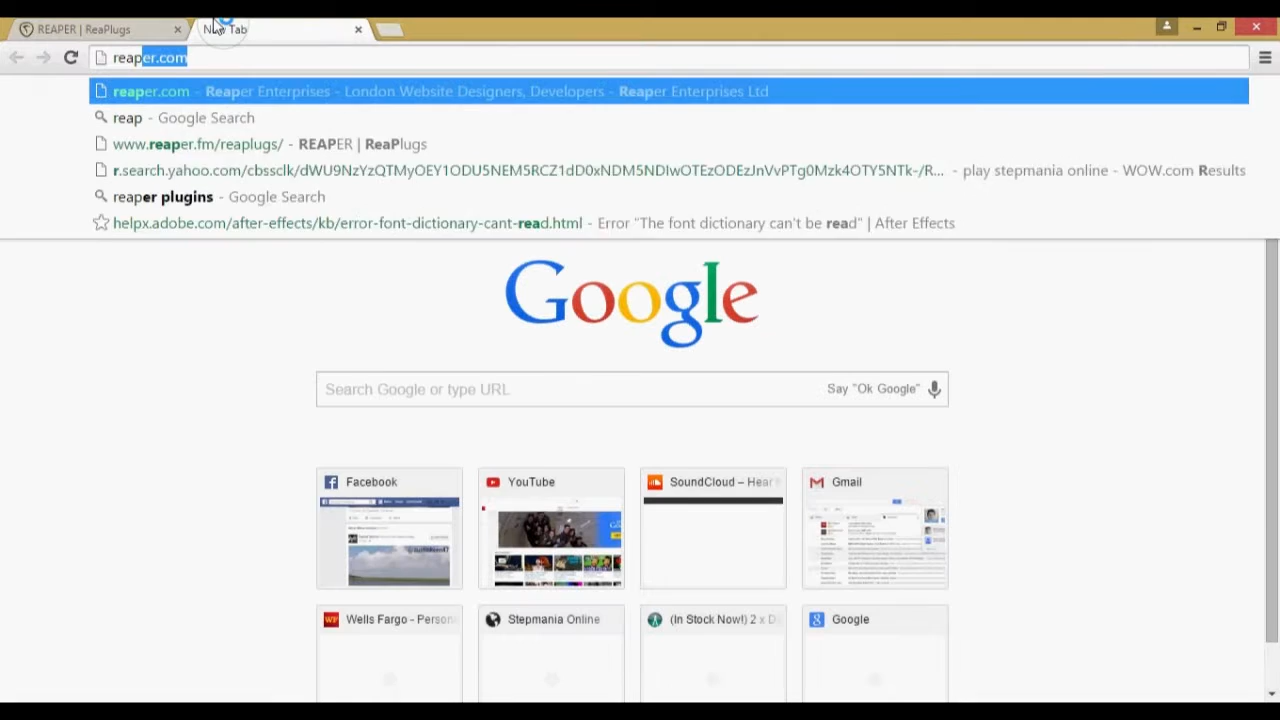 REAPER | ReaPlugs
New Tab
reaper.com
reaper.com - Reaper Enterprises - London Website Designers, Developers - Reaper Enterprises Ltd
reap - Google Search
www.reaper.fm/reaplugs/ - REAPER | ReaPlugs
r.search.yahoo.com/cbssclk/dWU9NzYzQTMyOEY1ODU5NEM5RCZ1dD0xNDM5NDIwOTEzODEzJnVvPTg0Mzk4OTY5NTk-/R... - play stepmania online - WOW.com Results
reaper plugins - Google Search
helpx.adobe.com/after-effects/kb/error-font-dictionary-cant-read.html - Error "The font dictionary can't be read" | After Effects
Google
Search Google or type URL
Say "Ok Google"
Facebook
YouTube
SoundCloud – Hear
Gmail
Wells Fargo - Person
Stepmania Online
(In Stock Now!) 2 x D
Google